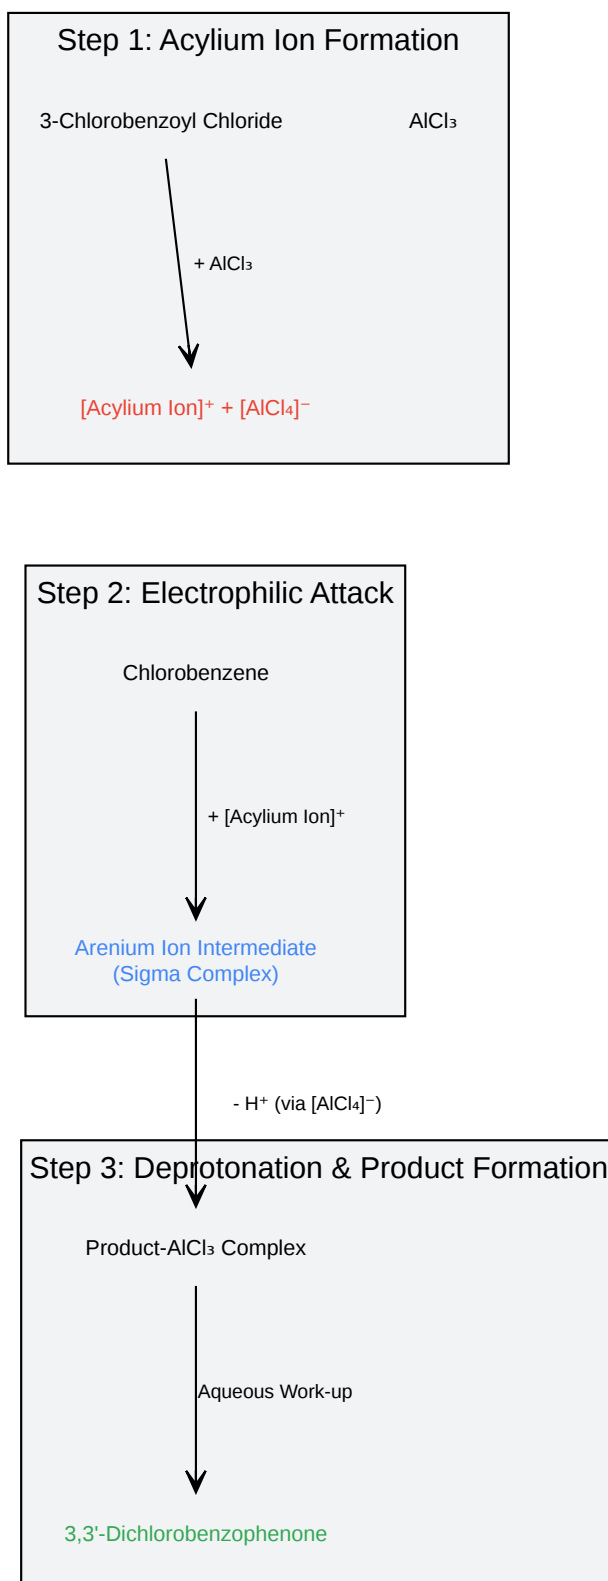 Step 1: Acylium Ion Formation
3-Chlorobenzoyl Chloride
AlCl₃
+ AlCl₃
[Acylium Ion]⁺ + [AlCl₄]⁻
Step 2: Electrophilic Attack
Chlorobenzene
+ [Acylium Ion]⁺
Arenium Ion Intermediate
(Sigma Complex)
- H⁺ (via [AlCl₄]⁻)
Step 3: Deprotonation & Product Formation
Product-AlCl₃ Complex
Aqueous Work-up
3,3'-Dichlorobenzophenone